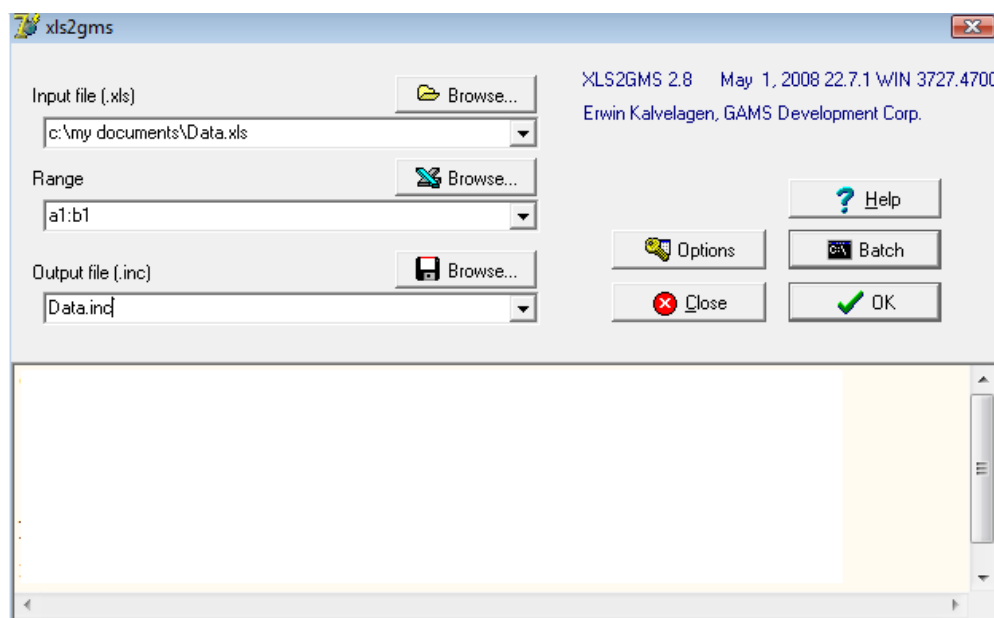 xls2gms
Input file (.xls)
Browse...
c:\my documents\Data.xls
Range
Browse...
a1:b1
Output file (.inc)
Browse...
Data.inc
XLS2GMS 2.8 May 1, 2008 22.7.1 WIN 3727.4700
Erwin Kalvelagen, GAMS Development Corp.
Help
Options
Batch
Close
OK